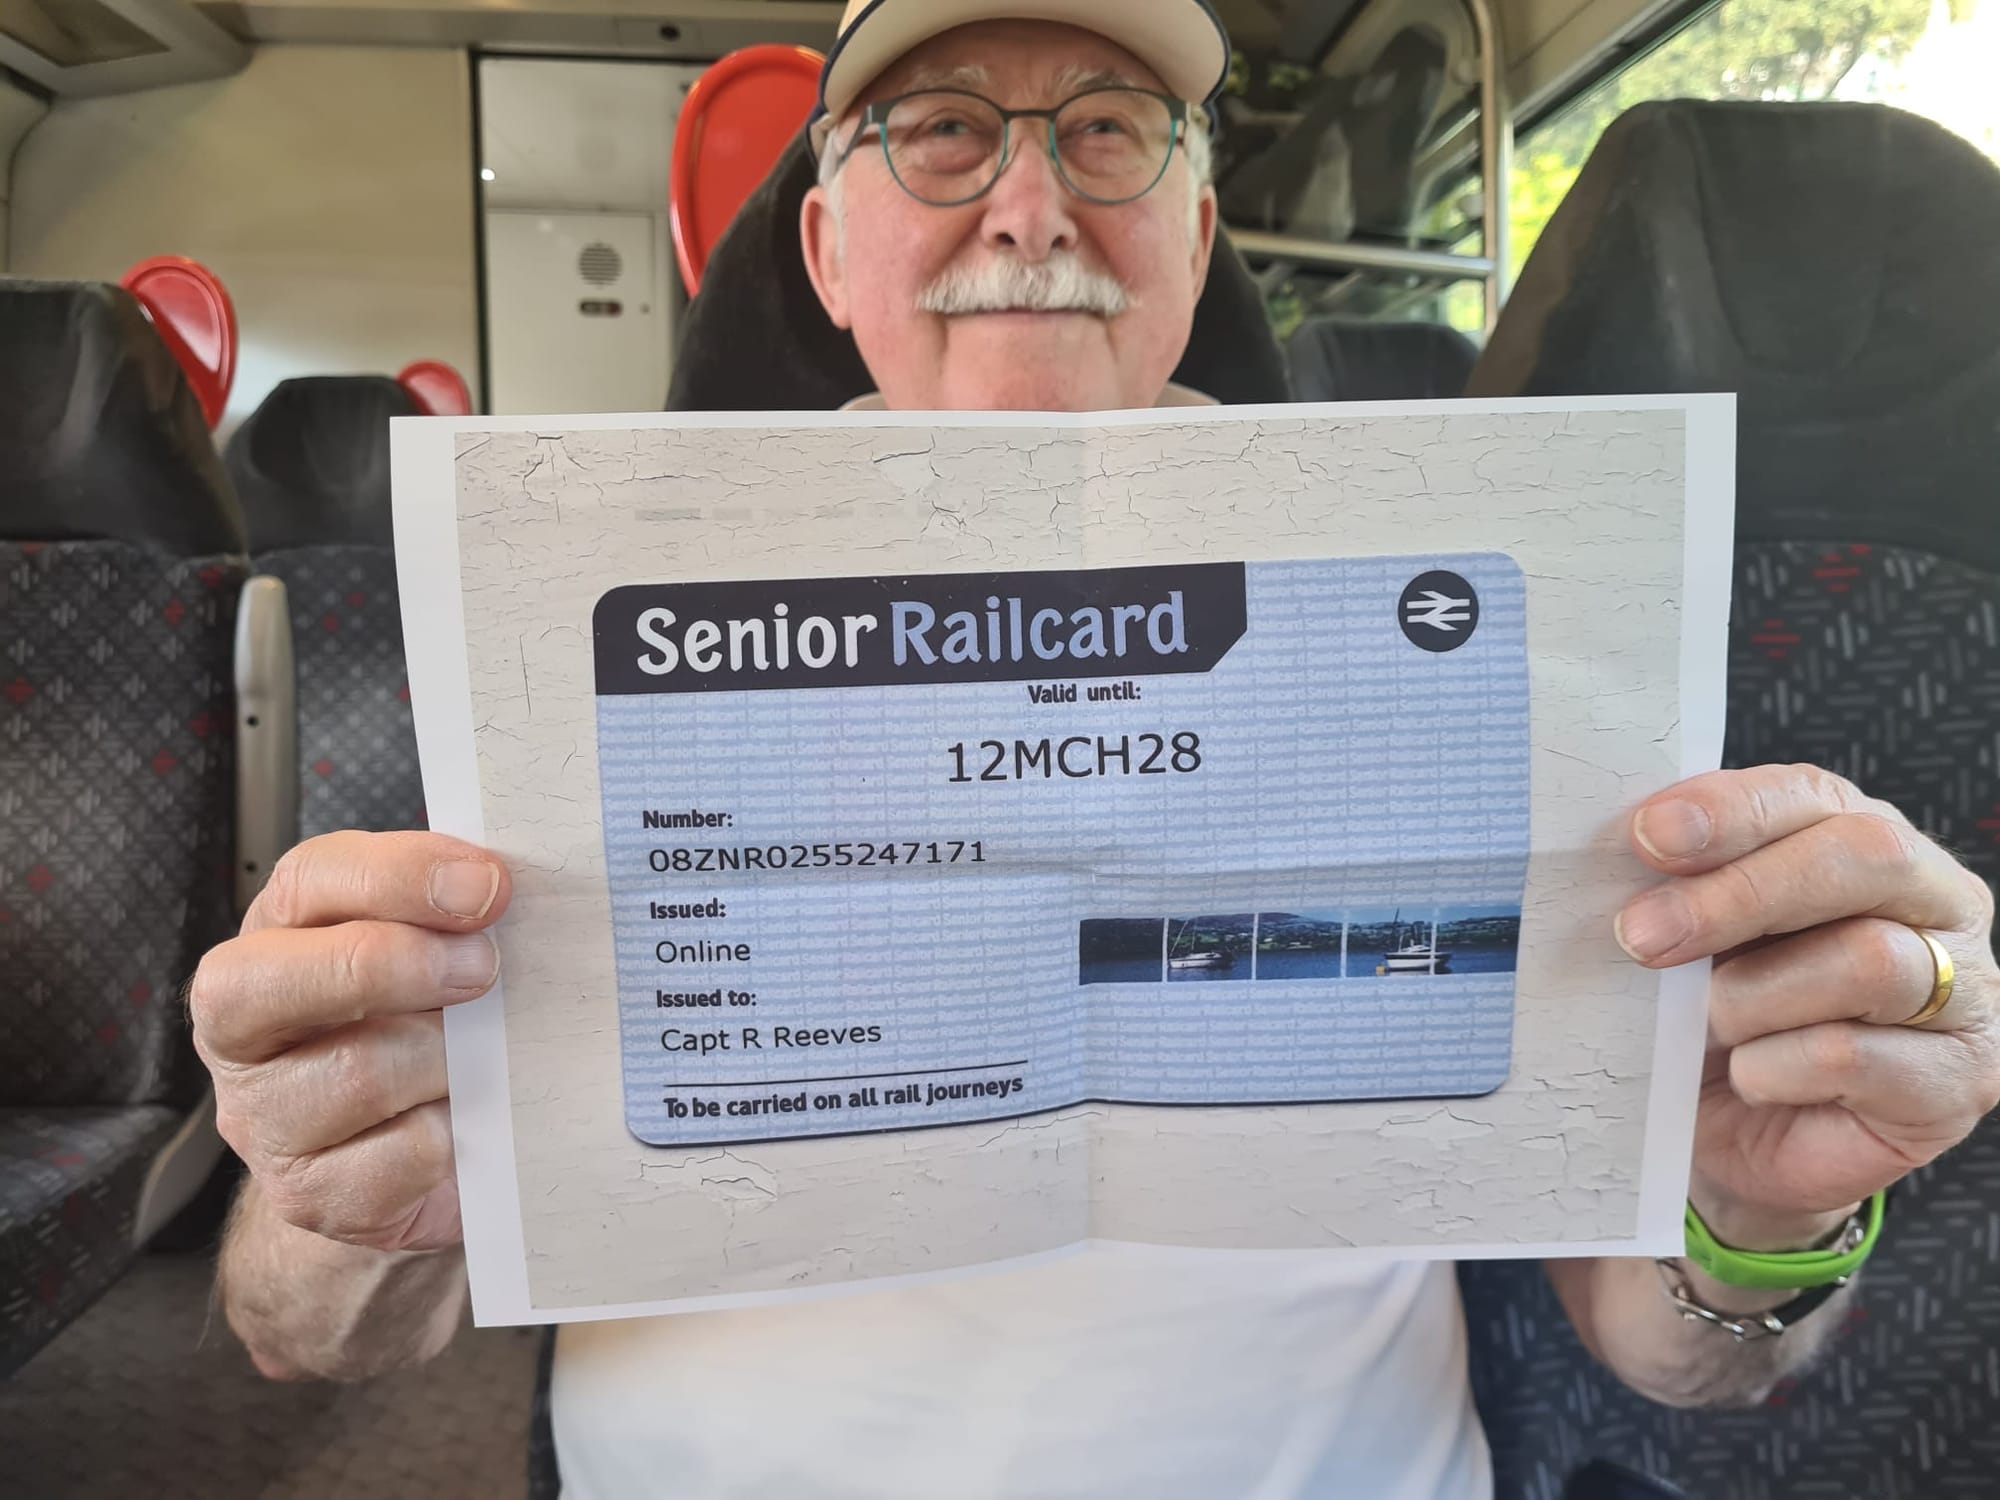 Senior Railcard
Valid until:
12MCH28
Number:
08ZNR0255247171
Issued:
Online
Issued to:
Capt R Reeves
To be carried on all rail journeys